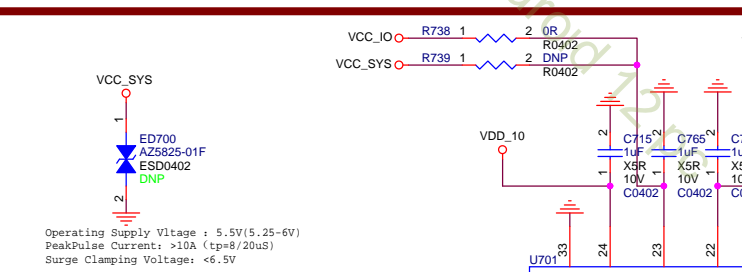 VCC_IO R738 1 2 0R
R0402
VCC_SYS R739 1 2 DNP
R0402
VCC_SYS
1
ED700
AZ5825-01F
ESD0402
DNP
2
VDD_10
2 C715
1uF
X5R
1 10V
C0402
2 C765
1uF
X5R
1 10V
C0402
2
1
Operating Supply Vltage : 5.5V(5.25-6V)
PeakPulse Current: >10A (tp=8/20uS)
Surge Clamping Voltage: <6.5V
U701
33
24
23
22